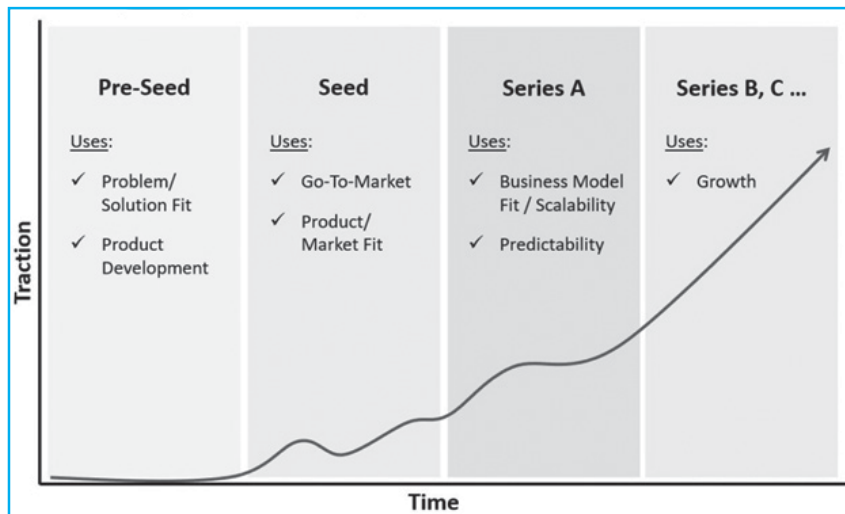 Traction
Pre-Seed
Uses:
✓ Problem/
Solution Fit
✓ Product
Development
Seed
Uses:
✓ Go-To-Market
✓ Product/
Market Fit
Series A
Uses:
✓ Business Model
Fit / Scalability
✓ Predictability
Series B, C ...
Uses:
✓ Growth
Time